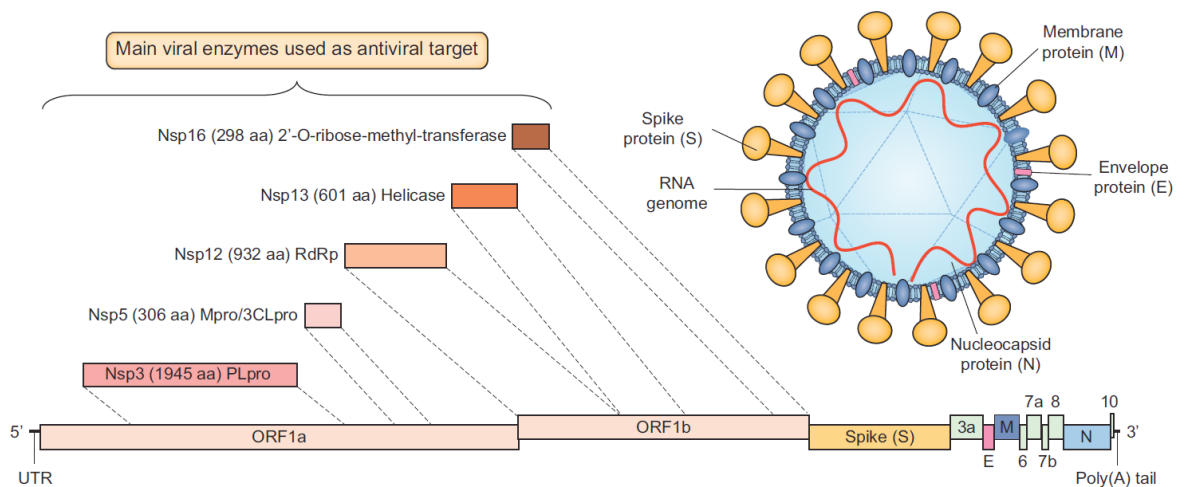 Main viral enzymes used as antiviral target
Nsp16 (298 aa) 2'-O-ribose-methyl-transferase
Nsp13 (601 aa) Helicase
Nsp12 (932 aa) RdRp
Nsp5 (306 aa) Mpro/3CLpro
Nsp3 (1945 aa) PLpro
Membrane
protein (M)
Spike
protein (S)
RNA
genome
Envelope
protein (E)
Nucleocapsid
protein (N)
5'
UTR
ORF1a
ORF1b
Spike (S)
3a
E
M
6
7a
7b
8
N
10
3'
Poly(A) tail